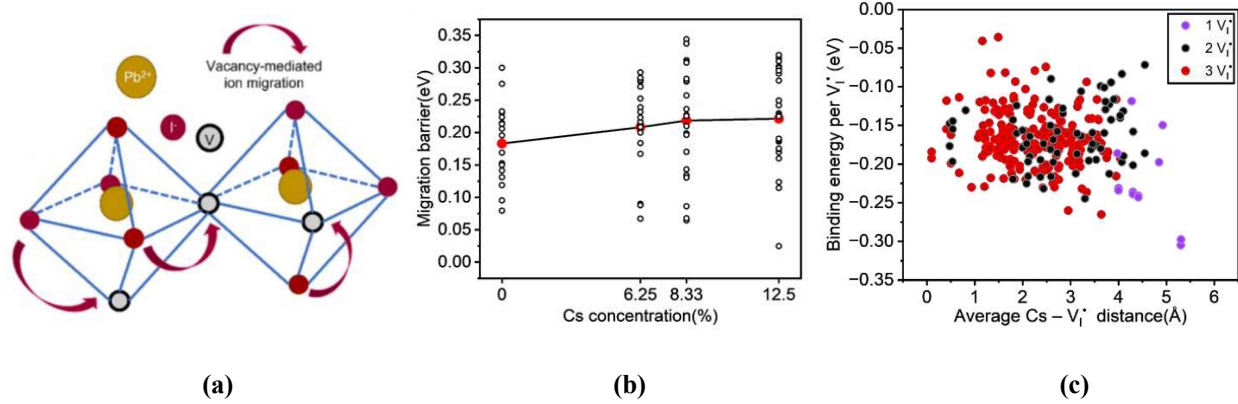 Pb²⁺
Vacancy-mediated
ion migration
I⁻
V
(a)
Migration barrier(eV)
0.35
0.30
0.25
0.20
0.15
0.10
0.05
0.00
0
6.25
8.33
12.5
Cs concentration(%)
(b)
Binding energy per V_I^• (eV)
0.00
−0.05
−0.10
−0.15
−0.20
−0.25
−0.30
−0.35
1 V_I^•
2 V_I^•
3 V_I^•
0 1 2 3 4 5 6
Average Cs – V_I^• distance(Å)
(c)